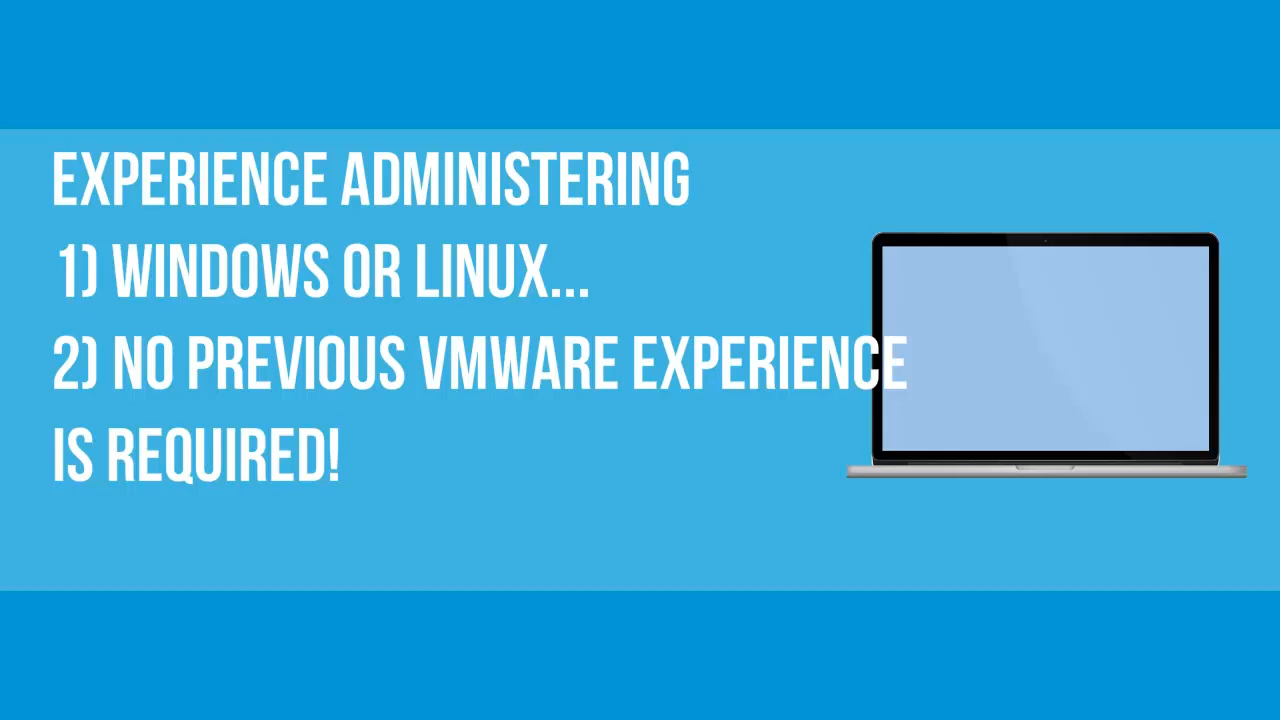 EXPERIENCE ADMINISTERING
1) WINDOWS OR LINUX...
2) NO PREVIOUS VMWARE EXPERIENCE
IS REQUIRED!